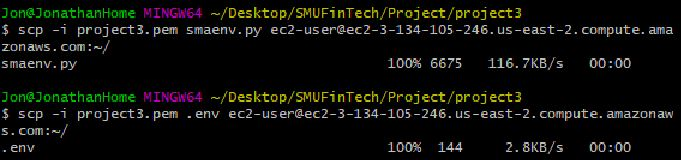 Jon@JonathanHome MINGW64 ~/Desktop/SMUFinTech/Project/project3
$ scp -i project3.pem smaenv.py ec2-user@ec2-3-134-105-246.us-east-2.compute.ama
zonaws.com:~/
smaenv.py 100% 6675 116.7KB/s 00:00
Jon@JonathanHome MINGW64 ~/Desktop/SMUFinTech/Project/project3
$ scp -i project3.pem .env ec2-user@ec2-3-134-105-246.us-east-2.compute.amazonaw
s.com:~/
.env 100% 144 2.8KB/s 00:00